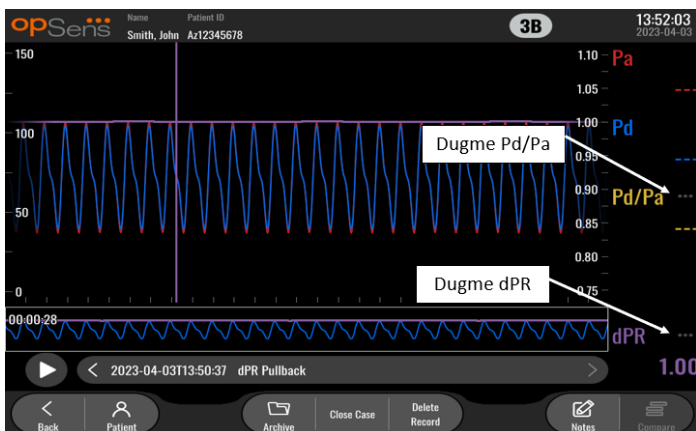 opSens
Name
Patient ID
Smith, John
Az12345678
3B
13:52:03
2023-04-03
150
100
50
0
1.10
1.05
1.00
0.95
0.90
0.85
0.80
0.75
Pa
---
Pd
---
Dugme Pd/Pa
Pd/Pa
---
Dugme dPR
dPR
1.00
00:00:28
2023-04-03T13:50:37 dPR Pullback
Back
Patient
Archive
Close Case
Delete
Record
Notes
Compare